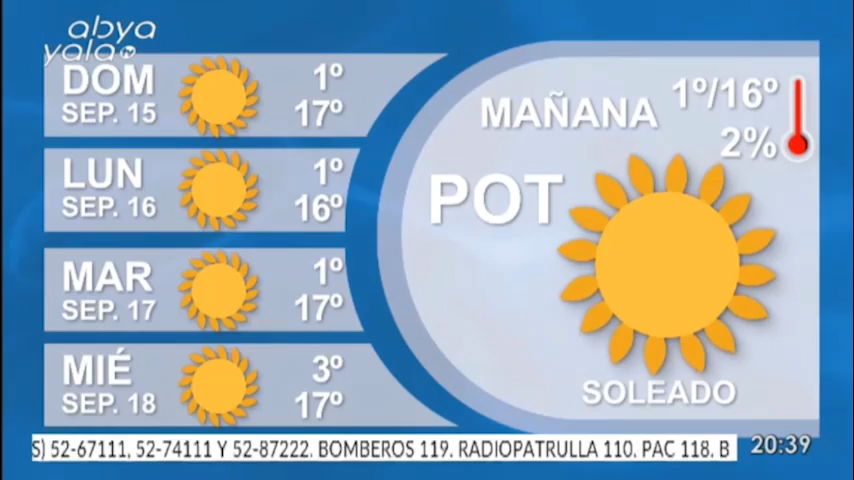 abya
yala tv
DOM
SEP. 15
1º
17º
LUN
SEP. 16
1º
16º
MAR
SEP. 17
1º
17º
MIÉ
SEP. 18
3º
17º
MAÑANA
1º/16º
2%
POT
SOLEADO
S) 52-67111, 52-74111 Y 52-87222. BOMBEROS 119. RADIOPATRULLA 110. PAC 118. B
20:39